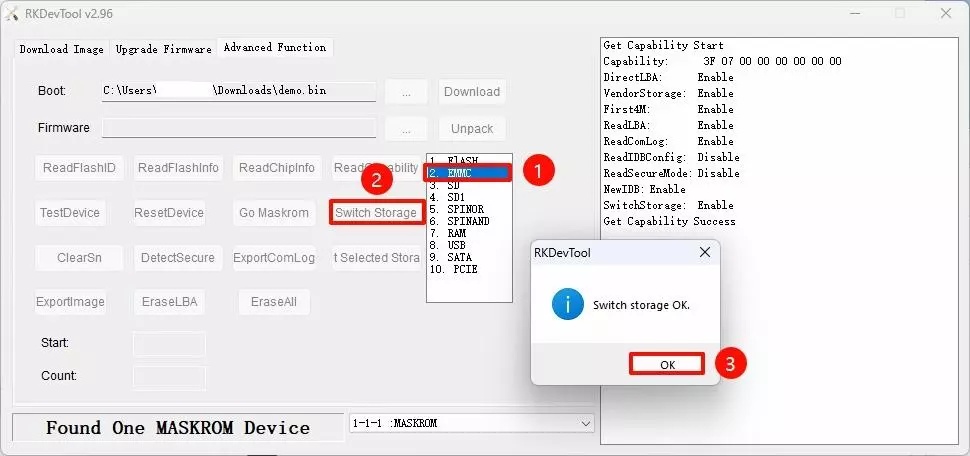 RKDevTool v2.96
Download Image Upgrade Firmware Advanced Function
Boot: C:\Users\ \Downloads\demo.bin ... Download
Firmware ... Unpack
ReadFlashID ReadFlashInfo ReadChipInfo
TestDevice ResetDevice Go Maskrom 2 Switch Storage
ClearSn DetectSecure ExportComLog t Selected Stora
ExportImage EraseLBA EraseAll
Start:
Count:
1. FlASH
2. EMMC 1
3. SD
4. SD1
5. SPINOR
6. SPINAND
7. RAM
8. USB
9. SATA
10. PCIE
Get Capability Start
Capability: 3F 07 00 00 00 00 00 00
DirectLBA: Enable
VendorStorage: Enable
First4M: Enable
ReadLBA: Enable
ReadComLog: Enable
ReadIDBConfig: Disable
ReadSecureMode: Disable
NewIDB: Enable
SwitchStorage: Enable
Get Capability Success
RKDevTool
i Switch storage OK.
OK 3
Found One MASKROM Device 1-1-1 :MASKROM